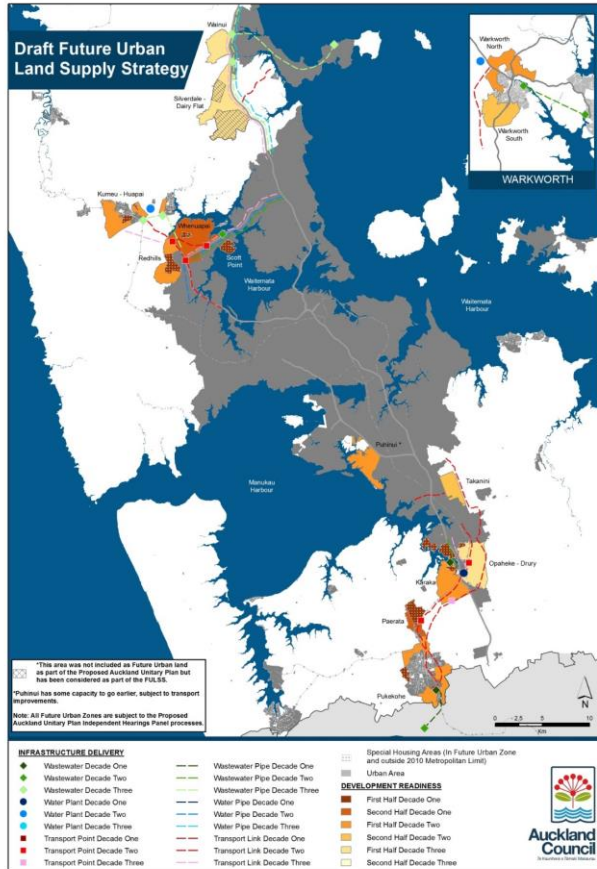 Draft Future Urban
Land Supply Strategy
Wainui
Silverdale -
Dairy Flat
Warkworth
North
Warkworth
South
WARKWORTH
Kumeu - Huapai
Whenuapai
Redhills
Scott
Point
Waitemata
Harbour
Waitemata
Harbour
Puhinui *
Manukau
Harbour
Takanini
Opaheke - Drury
Karaka
Paerata
Pukekohe
*This area was not included as Future Urban land
as part of the Proposed Auckland Unitary Plan but
has been considered as part of the FULSS.
*Puhinui has some capacity to go earlier, subject to transport
improvements.
Note: All Future Urban Zones are subject to the Proposed
Auckland Unitary Plan Independent Hearings Panel processes.
N
0 2.5 5 10
Km
INFRASTRUCTURE DELIVERY
Wastewater Decade One
Wastewater Decade Two
Wastewater Decade Three
Water Plant Decade One
Water Plant Decade Two
Water Plant Decade Three
Transport Point Decade One
Transport Point Decade Two
Transport Point Decade Three
Wastewater Pipe Decade One
Wastewater Pipe Decade Two
Wastewater Pipe Decade Three
Water Pipe Decade One
Water Pipe Decade Two
Water Pipe Decade Three
Transport Link Decade One
Transport Link Decade Two
Transport Link Decade Three
Special Housing Areas (In Future Urban Zone
and outside 2010 Metropolitan Limit)
Urban Area
DEVELOPMENT READINESS
First Half Decade One
Second Half Decade One
First Half Decade Two
Second Half Decade Two
First Half Decade Three
Second Half Decade Three
Auckland
Council